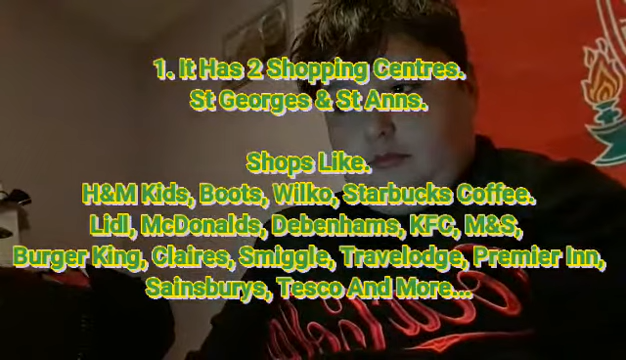 1. It Has 2 Shopping Centres.
St Georges & St Anns.
Shops Like.
H&M Kids, Boots, Wilko, Starbucks Coffee.
Lidl, McDonalds, Debenhams, KFC, M&S,
Burger King, Claires, Smiggle, Travelodge, Premier Inn,
Sainsburys, Tesco And More...